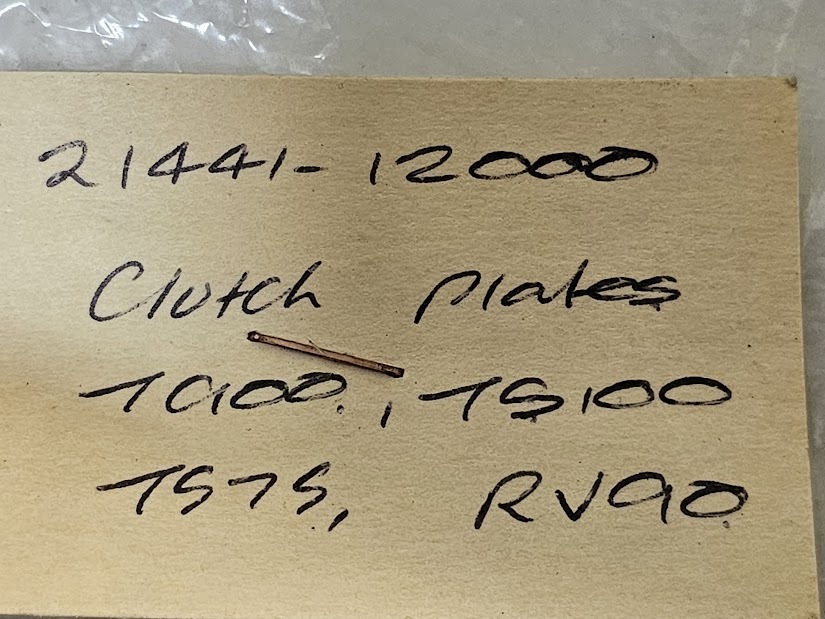 21441-12000
Clutch plates
TC100, TS100
TS75, RV90